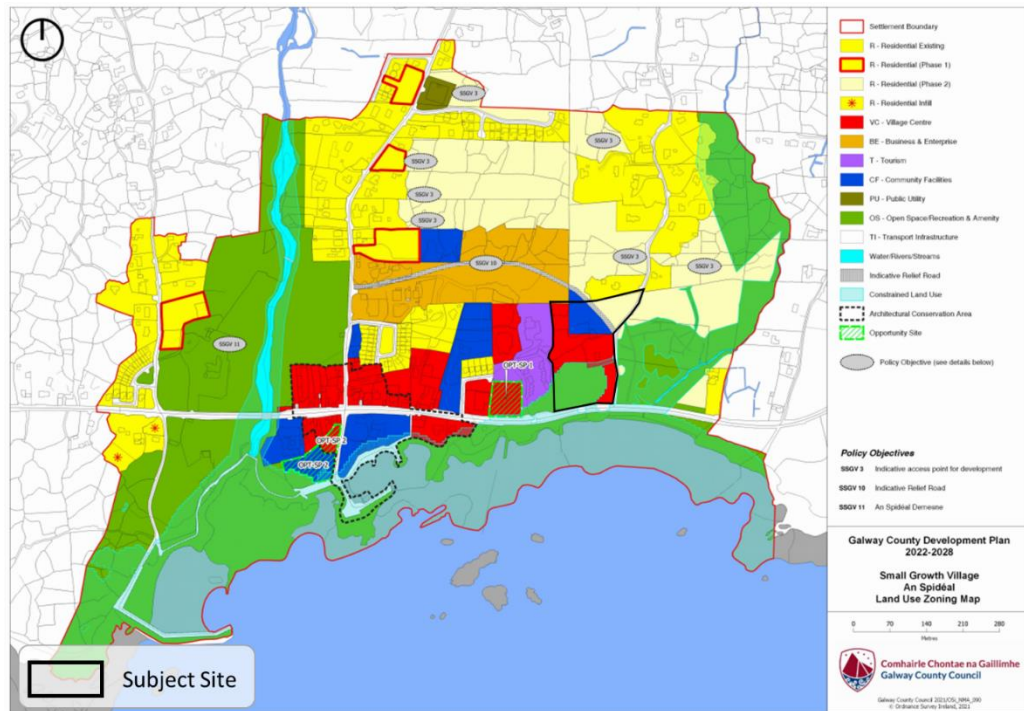 SSGV 3
SSGV 3
SSGV 3
SSGV 3
SSGV 3
SSGV 3
SSGV 3
SSGV 10
SSGV 11
OPT-SP 1
OPT-SP 2
OPT-SP 2
Subject Site
Settlement Boundary
R - Residential Existing
R - Residential (Phase 1)
R - Residential (Phase 2)
R - Residential Infill
VC - Village Centre
BE - Business & Enterprise
T - Tourism
CF - Community Facilities
PU - Public Utility
OS - Open Space/Recreation & Amenity
TI - Transport Infrastructure
Water/Rivers/Streams
Indicative Relief Road
Constrained Land Use
Architectural Conservation Area
Opportunity Site
Policy Objective (see details below)
Policy Objectives
SSGV 3 Indicative access point for development
SSGV 10 Indicative Relief Road
SSGV 11 An Spidéal Demesne
Galway County Development Plan
2022-2028
Small Growth Village
An Spidéal
Land Use Zoning Map
0 70 140 210 280
Metres
Comhairle Chontae na Gaillimhe
Galway County Council
Galway County Council 2021/OSi_NMA_090
© Ordnance Survey Ireland, 2021